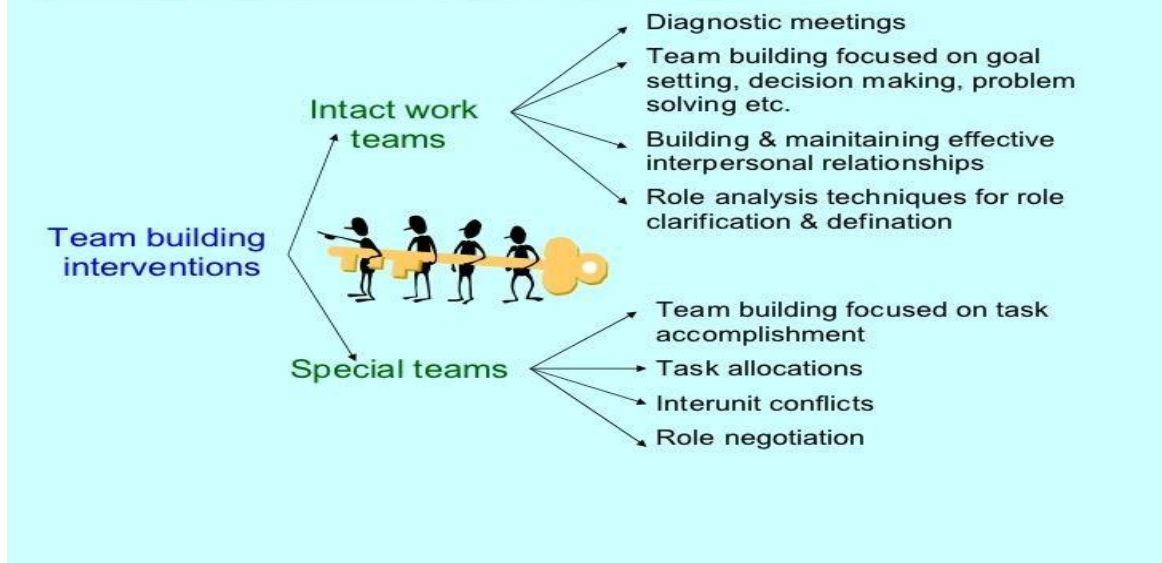 Team building
interventions
Intact work
teams
Diagnostic meetings
Team building focused on goal
setting, decision making, problem
solving etc.
Building & mainitaining effective
interpersonal relationships
Role analysis techniques for role
clarification & defination
Special teams
Team building focused on task
accomplishment
Task allocations
Interunit conflicts
Role negotiation